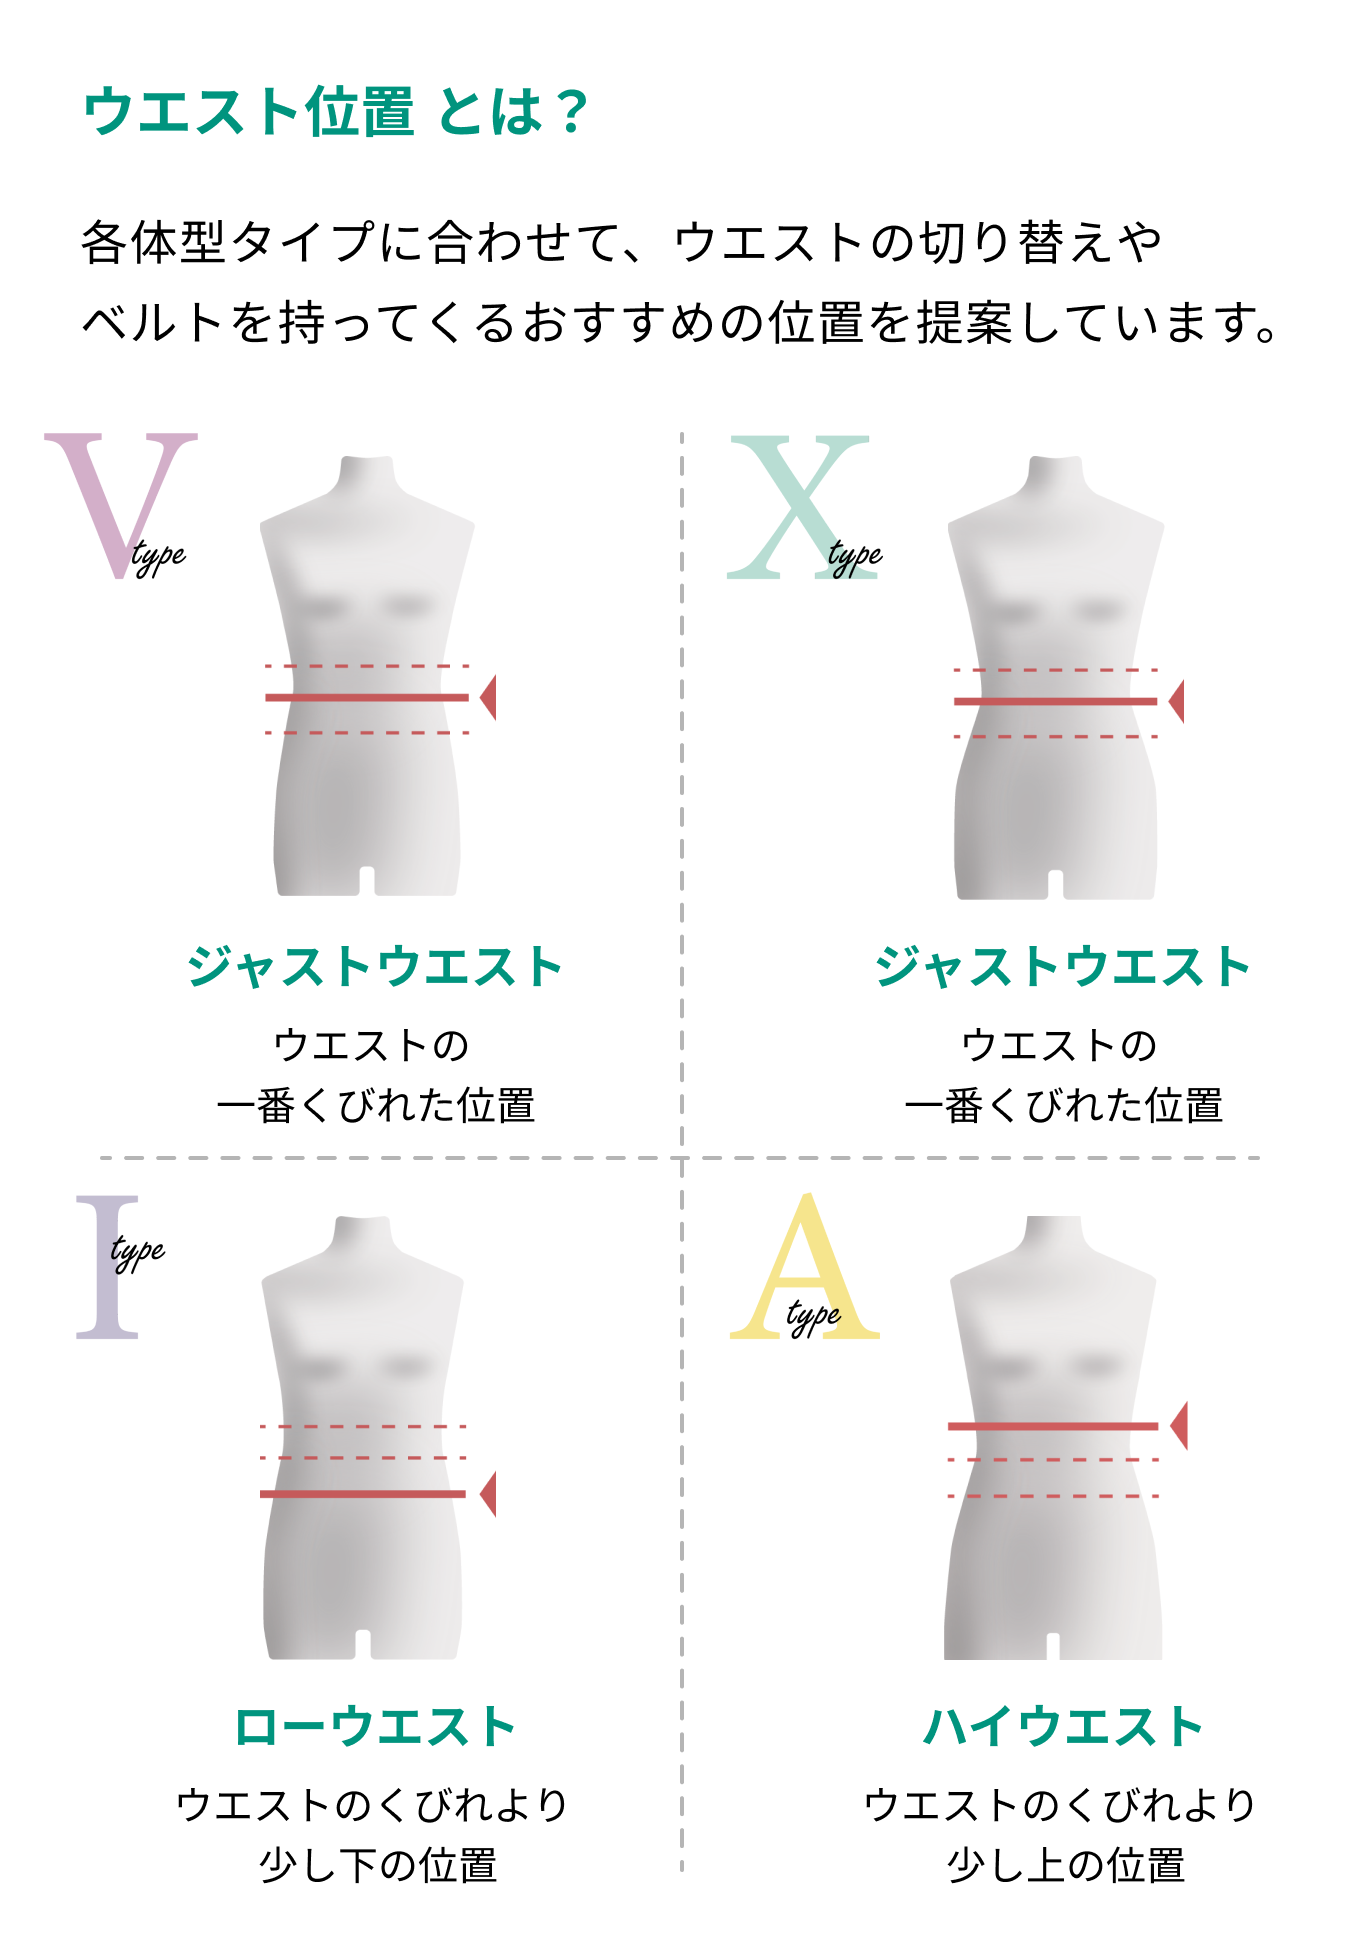 ウエスト位置 とは？
各体型タイプに合わせて、ウエストの切り替えや
ベルトを持ってくるおすすめの位置を提案しています。
V type
ジャストウエスト
ウエストの
一番くびれた位置
X type
ジャストウエスト
ウエストの
一番くびれた位置
I type
ローウエスト
ウエストのくびれより
少し下の位置
A type
ハイウエスト
ウエストのくびれより
少し上の位置